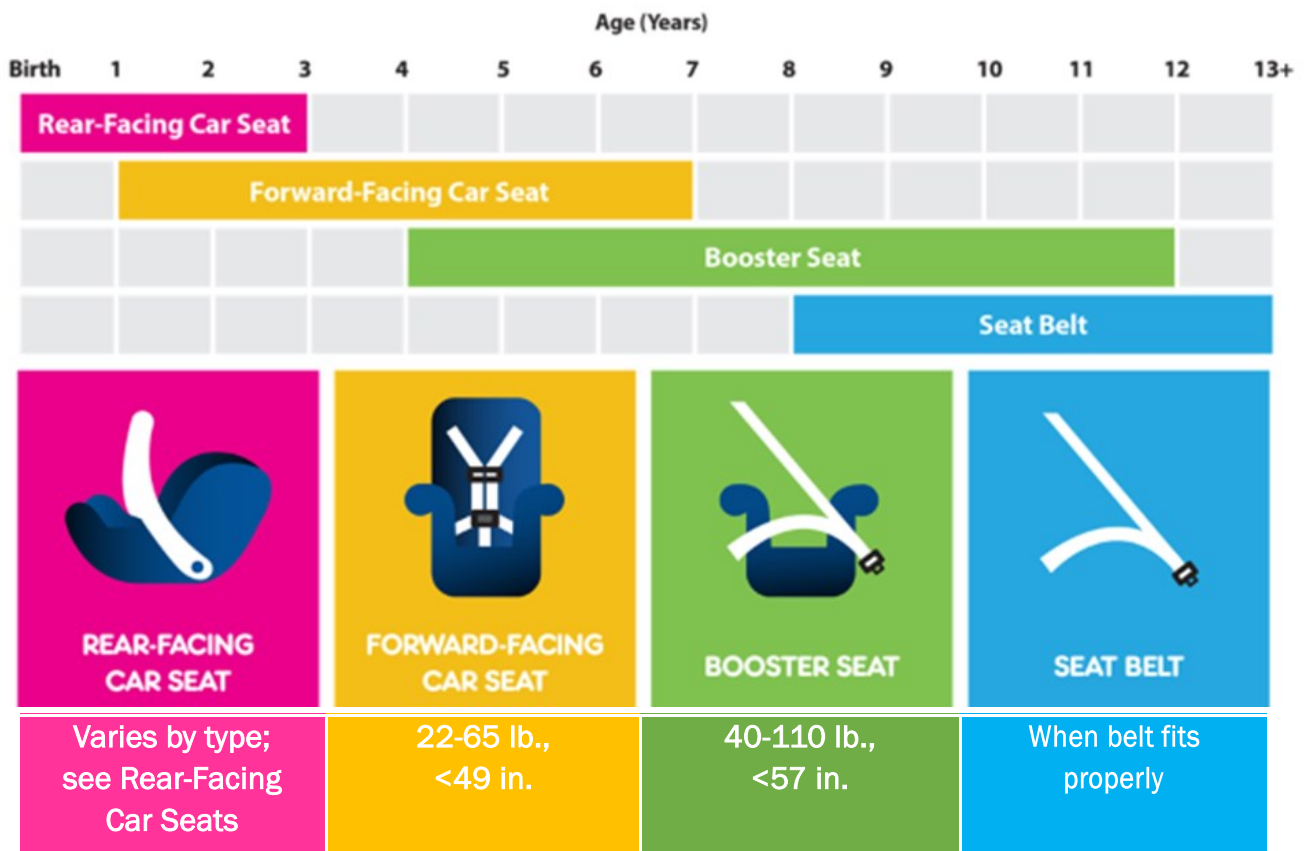 Age (Years)
Birth 1 2 3 4 5 6 7 8 9 10 11 12 13+
Rear-Facing Car Seat
Forward-Facing Car Seat
Booster Seat
Seat Belt
REAR-FACING
CAR SEAT
FORWARD-FACING
CAR SEAT
BOOSTER SEAT
SEAT BELT
Varies by type;
see Rear-Facing
Car Seats
22-65 lb.,
<49 in.
40-110 lb.,
<57 in.
When belt fits
properly